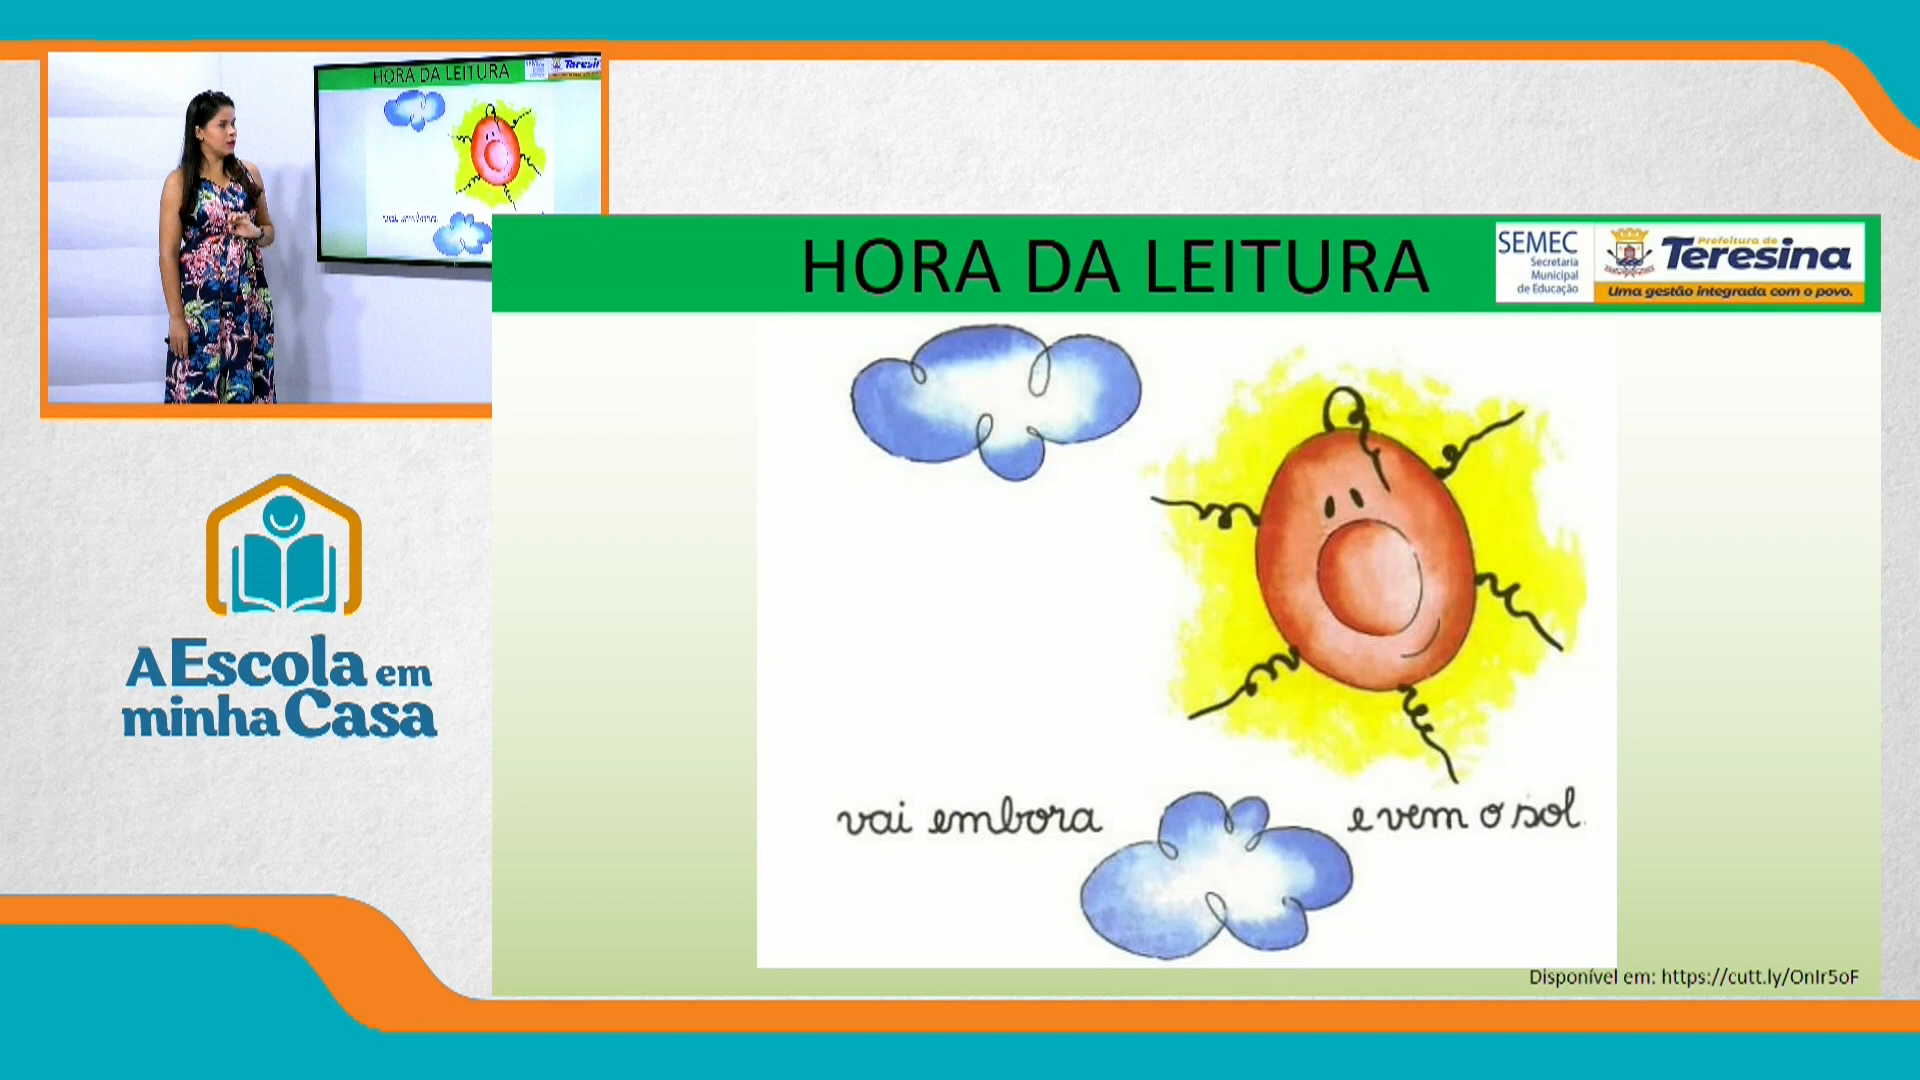 HORA DA LEITURA
Teresina
vai embora
HORA DA LEITURA
SEMEC
Secretaria
Municipal
de Educação
Prefeitura de
Teresina
Uma gestão integrada com o povo.
vai embora e vem o sol.
Disponível em: https://cutt.ly/OnIr5oF
A Escola em
minha Casa